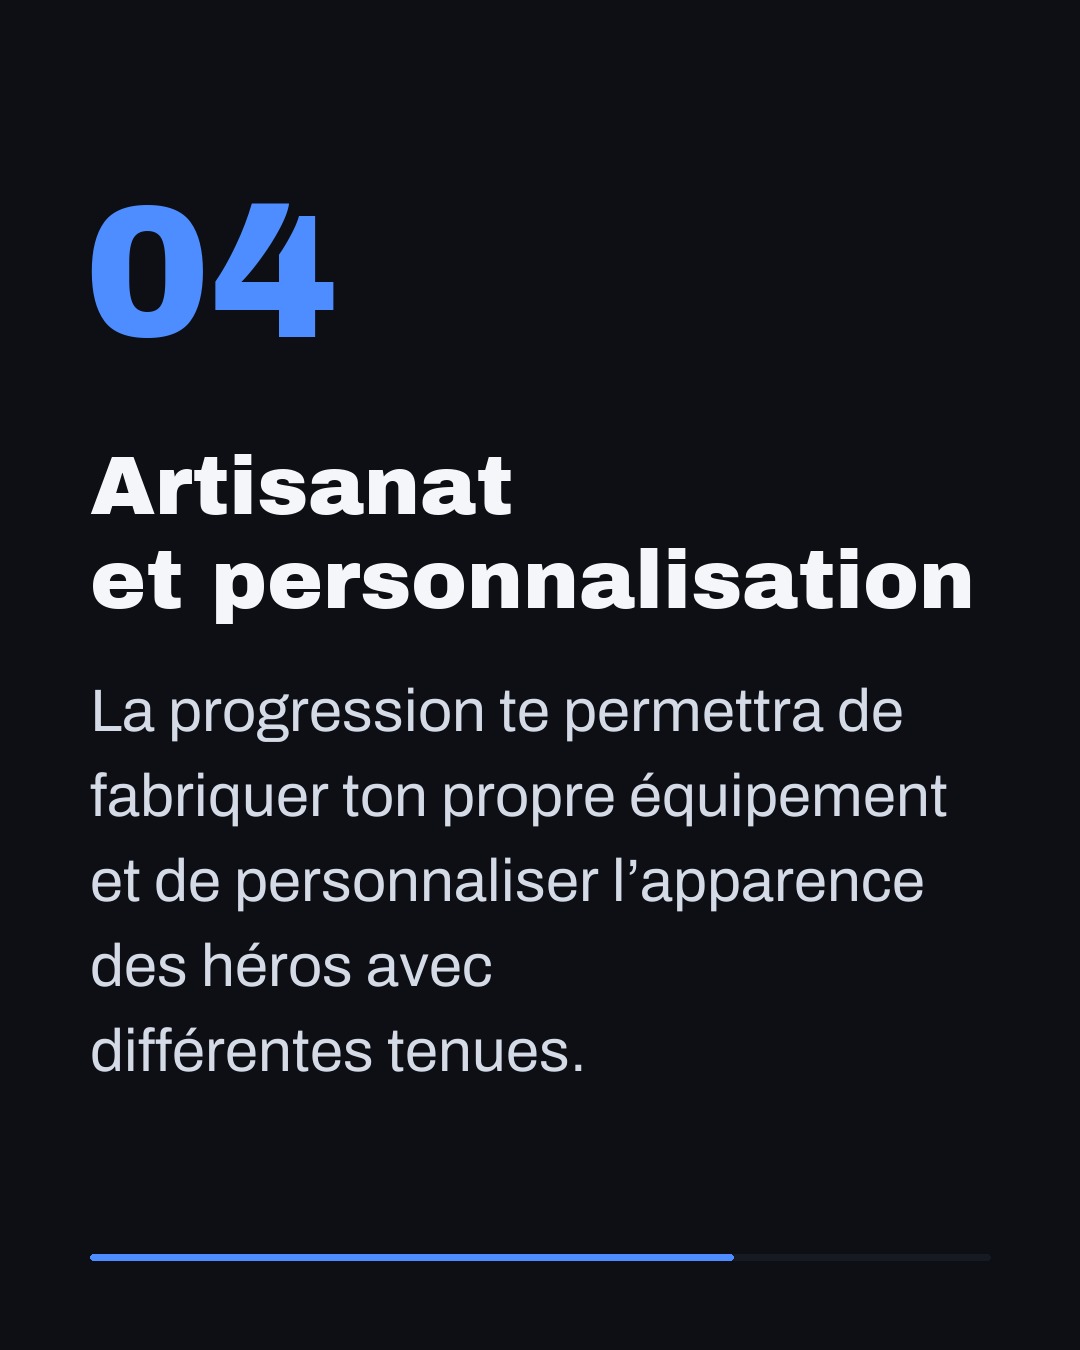 04
Artisanat
et personnalisation
La progression te permettra de
fabriquer ton propre équipement
et de personnaliser l’apparence
des héros avec
différentes tenues.